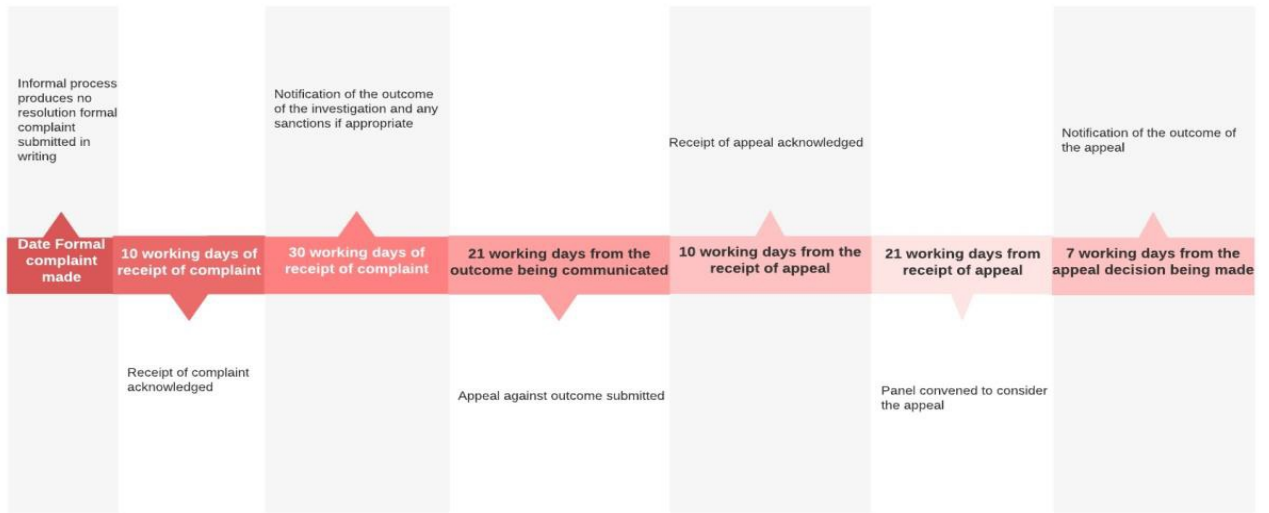 Informal process
produces no
resolution formal
complaint
submitted in
writing
Notification of the outcome
of the investigation and any
sanctions if appropriate
Receipt of appeal acknowledged
Notification of the outcome of
the appeal
Date Formal
complaint
made
10 working days of
receipt of complaint
30 working days of
receipt of complaint
21 working days from the
outcome being communicated
10 working days from the
receipt of appeal
21 working days from
receipt of appeal
7 working days from the
appeal decision being made
Receipt of complaint
acknowledged
Appeal against outcome submitted
Panel convened to consider
the appeal